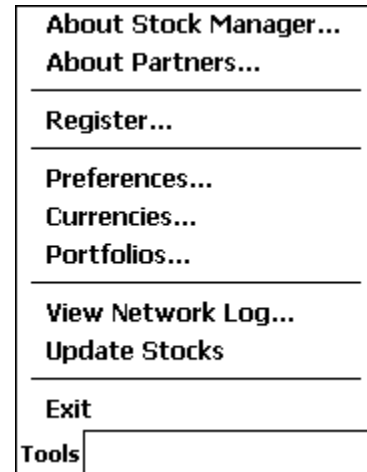 About Stock Manager...
About Partners...
Register...
Preferences...
Currencies...
Portfolios...
View Network Log...
Update Stocks
Exit
Tools